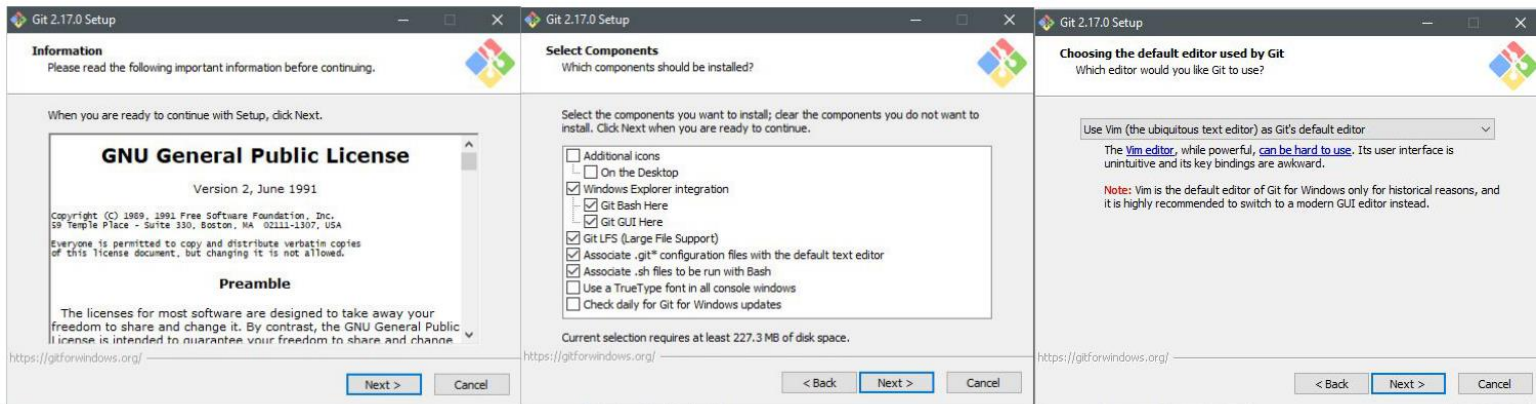 Git 2.17.0 Setup
Information
Please read the following important information before continuing.
When you are ready to continue with Setup, click Next.
GNU General Public License
Version 2, June 1991
Copyright (C) 1989, 1991 Free Software Foundation, Inc.
59 Temple Place - Suite 330, Boston, MA 02111-1307, USA
Everyone is permitted to copy and distribute verbatim copies
of this license document, but changing it is not allowed.
Preamble
The licenses for most software are designed to take away your
freedom to share and change it. By contrast, the GNU General Public
License is intended to guarantee your freedom to share and change
https://gitforwindows.org/
Next >
Cancel
Git 2.17.0 Setup
Select Components
Which components should be installed?
Select the components you want to install; clear the components you do not want to
install. Click Next when you are ready to continue.
Additional icons
On the Desktop
Windows Explorer integration
Git Bash Here
Git GUI Here
Git LFS (Large File Support)
Associate .git* configuration files with the default text editor
Associate .sh files to be run with Bash
Use a TrueType font in all console windows
Check daily for Git for Windows updates
Current selection requires at least 227.3 MB of disk space.
https://gitforwindows.org/
< Back
Next >
Cancel
Git 2.17.0 Setup
Choosing the default editor used by Git
Which editor would you like Git to use?
Use Vim (the ubiquitous text editor) as Git's default editor
The Vim editor, while powerful, can be hard to use. Its user interface is
unintuitive and its key bindings are awkward.
Note: Vim is the default editor of Git for Windows only for historical reasons, and
it is highly recommended to switch to a modern GUI editor instead.
https://gitforwindows.org/
< Back
Next >
Cancel